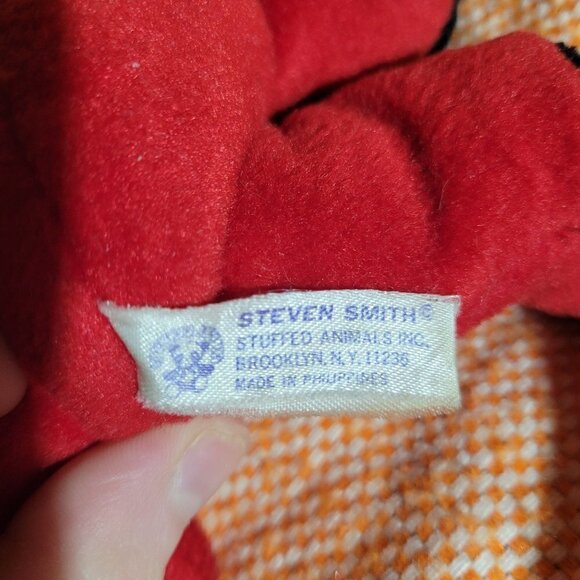 STEVEN SMITH©
STUFFED ANIMALS INC.
BROOKLYN, N.Y. 11236
MADE IN PHILIPPINES